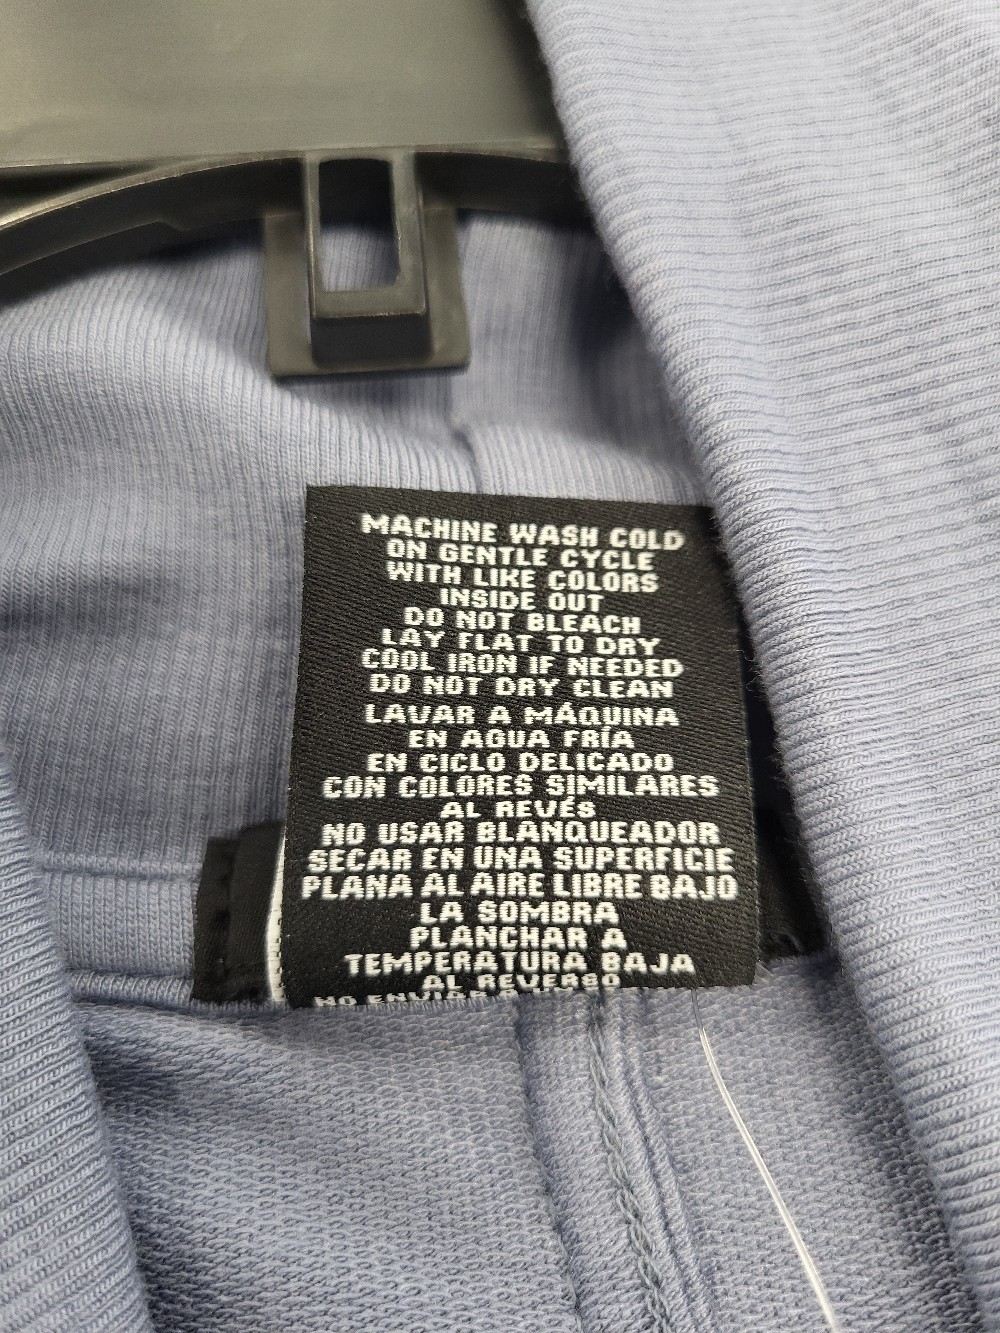 MACHINE WASH COLD
ON GENTLE CYCLE
WITH LIKE COLORS
INSIDE OUT
DO NOT BLEACH
LAY FLAT TO DRY
COOL IRON IF NEEDED
DO NOT DRY CLEAN
LAVAR A MÁQUINA
EN AGUA FRÍA
EN CICLO DELICADO
CON COLORES SIMILARES
AL REVÉS
NO USAR BLANQUEADOR
SECAR EN UNA SUPERFICIE
PLANA AL AIRE LIBRE BAJO
LA SOMBRA
PLANCHAR A
TEMPERATURA BAJA
AL REVERSO
NO ENVIAR